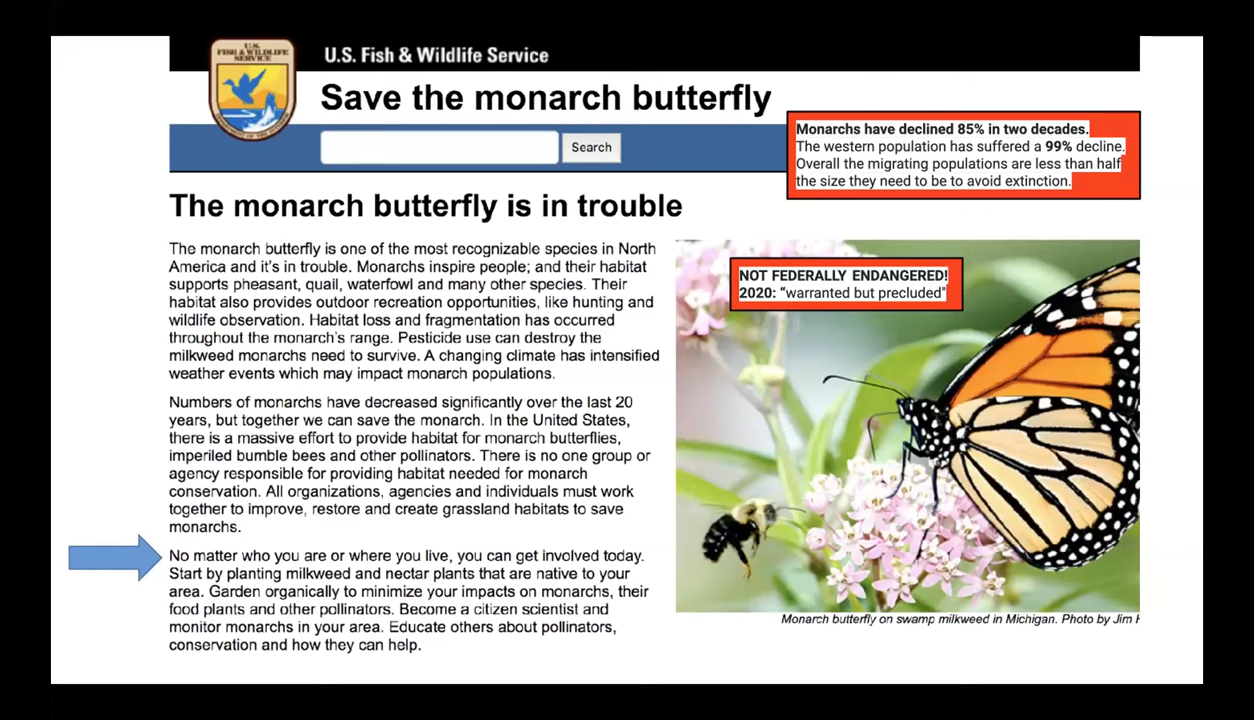 U.S.
FISH & WILDLIFE
SERVICE
DEPARTMENT OF THE INTERIOR
U.S. Fish & Wildlife Service
Save the monarch butterfly
Search
Monarchs have declined 85% in two decades.
The western population has suffered a 99% decline.
Overall the migrating populations are less than half
the size they need to be to avoid extinction.
The monarch butterfly is in trouble
The monarch butterfly is one of the most recognizable species in North
America and it's in trouble. Monarchs inspire people; and their habitat
supports pheasant, quail, waterfowl and many other species. Their
habitat also provides outdoor recreation opportunities, like hunting and
wildlife observation. Habitat loss and fragmentation has occurred
throughout the monarch's range. Pesticide use can destroy the
milkweed monarchs need to survive. A changing climate has intensified
weather events which may impact monarch populations.
Numbers of monarchs have decreased significantly over the last 20
years, but together we can save the monarch. In the United States,
there is a massive effort to provide habitat for monarch butterflies,
imperiled bumble bees and other pollinators. There is no one group or
agency responsible for providing habitat needed for monarch
conservation. All organizations, agencies and individuals must work
together to improve, restore and create grassland habitats to save
monarchs.
No matter who you are or where you live, you can get involved today.
Start by planting milkweed and nectar plants that are native to your
area. Garden organically to minimize your impacts on monarchs, their
food plants and other pollinators. Become a citizen scientist and
monitor monarchs in your area. Educate others about pollinators,
conservation and how they can help.
NOT FEDERALLY ENDANGERED!
2020: "warranted but precluded"
Monarch butterfly on swamp milkweed in Michigan. Photo by Jim